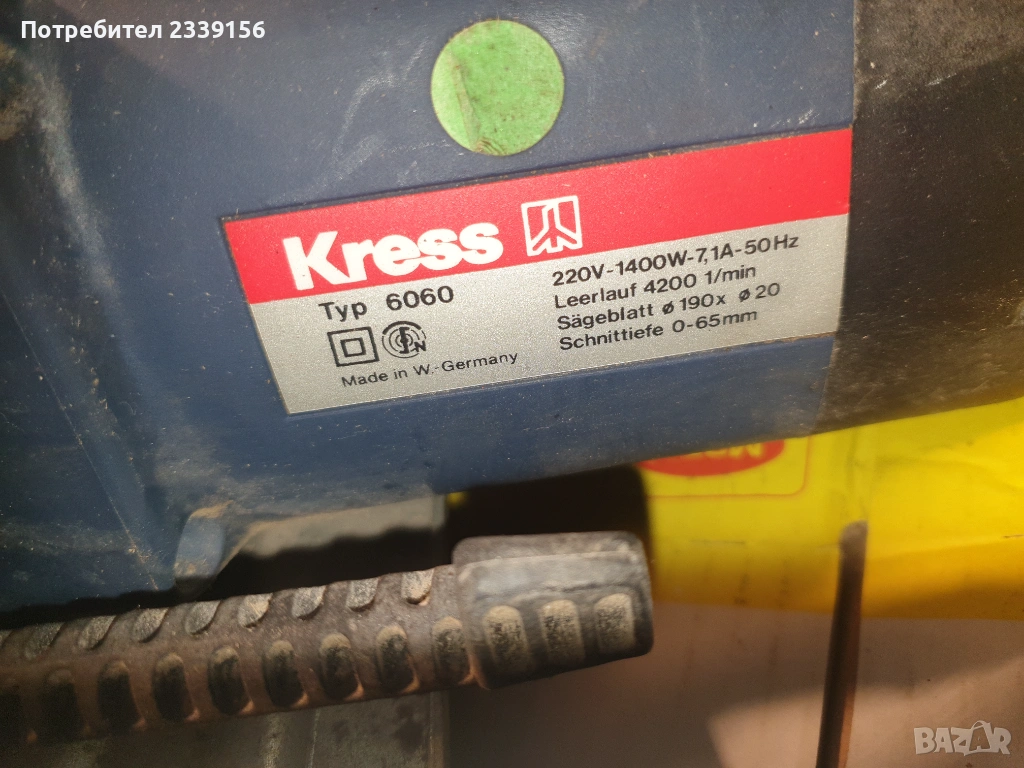 Потребител 2339156
Kress
Typ 6060
220V-1400W-7,1A-50Hz
Leerlauf 4200 1/min
Sägeblatt ø 190x ø 20
Schnittiefe 0-65mm
Made in W.-Germany
BAZAR